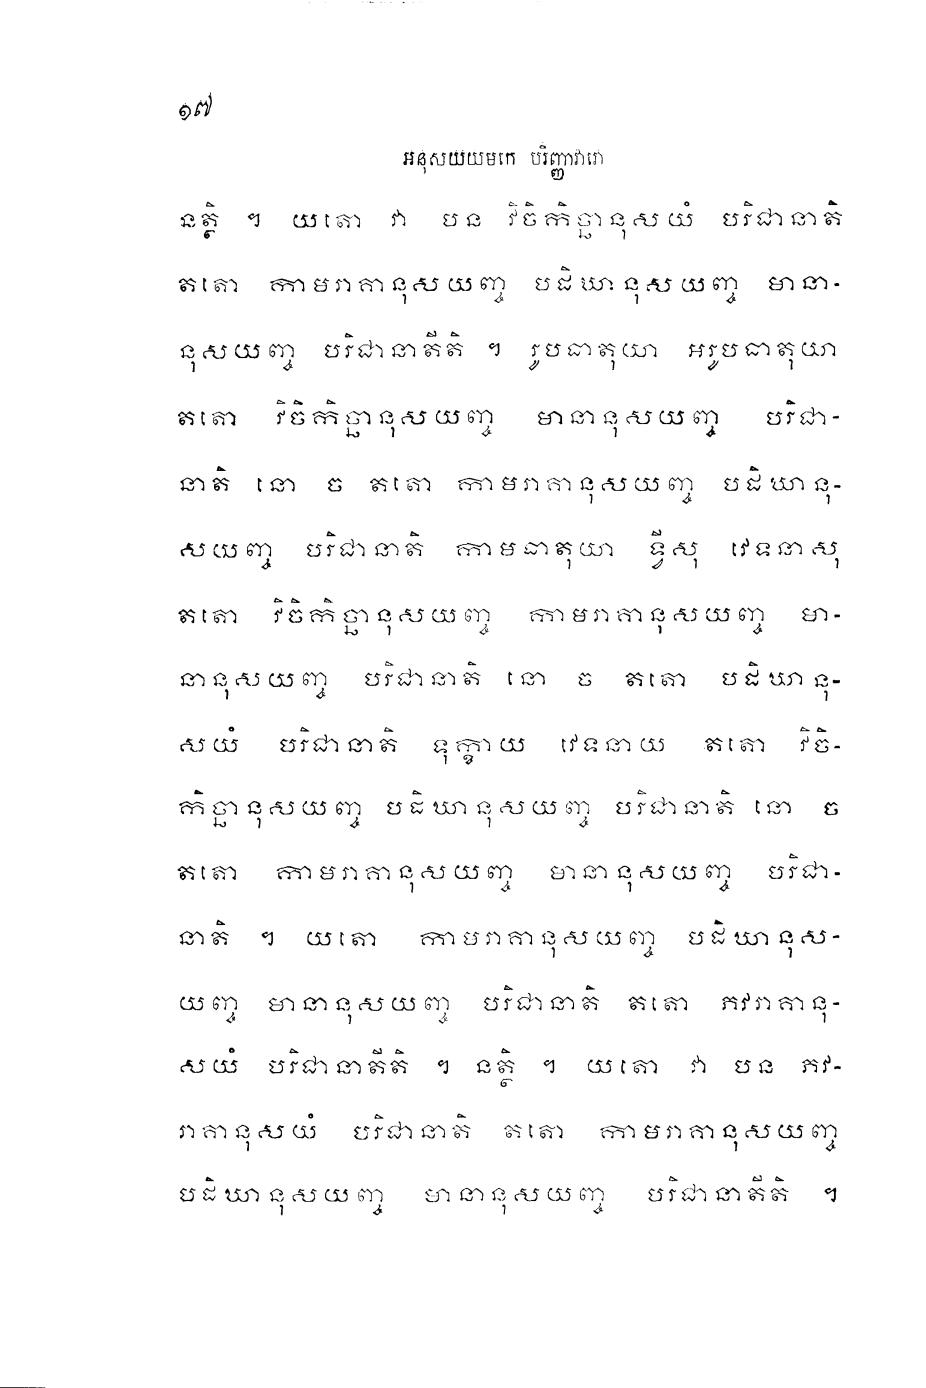 ១៧
អនុសយយមកេ បរិញ្ញាវារោ
នត្ថិ ។ យតោ វា បន វិចិកិច្ឆានុសយំ បរិជានាតិ
តតោ កាមរាគានុសយញ្ច បដិឃានុសយញ្ច មានា-
នុសយញ្ច បរិជានាតីតិ ។ រូបធាតុយា អរូបធាតុយា
តតោ វិចិកិច្ឆានុសយញ្ច មានានុសយញ្ច បរិជា-
នាតិ នោ ច តតោ កាមរាគានុសយញ្ច បដិឃានុ-
សយញ្ច បរិជានាតិ កាមធាតុយា ទ្វីសុ វេទនាសុ
តតោ វិចិកិច្ឆានុសយញ្ច កាមរាគានុសយញ្ច មា-
នានុសយញ្ច បរិជានាតិ នោ ច តតោ បដិឃានុ-
សយំ បរិជានាតិ ទុក្ខាយ វេទនាយ តតោ វិចិ-
កិច្ឆានុសយញ្ច បដិឃានុសយញ្ច បរិជានាតិ នោ ច
តតោ កាមរាគានុសយញ្ច មានានុសយញ្ច បរិជា-
នាតិ ។ យតោ កាមរាគានុសយញ្ច បដិឃានុស-
យញ្ច មានានុសយញ្ច បរិជានាតិ តតោ ភវរាគានុ-
សយំ បរិជានាតីតិ ។ នត្ថិ ។ យតោ វា បន ភវ-
រាគានុសយំ បរិជានាតិ តតោ កាមរាគានុសយញ្ច
បដិឃានុសយញ្ច មានានុសយញ្ច បរិជានាតីតិ ។